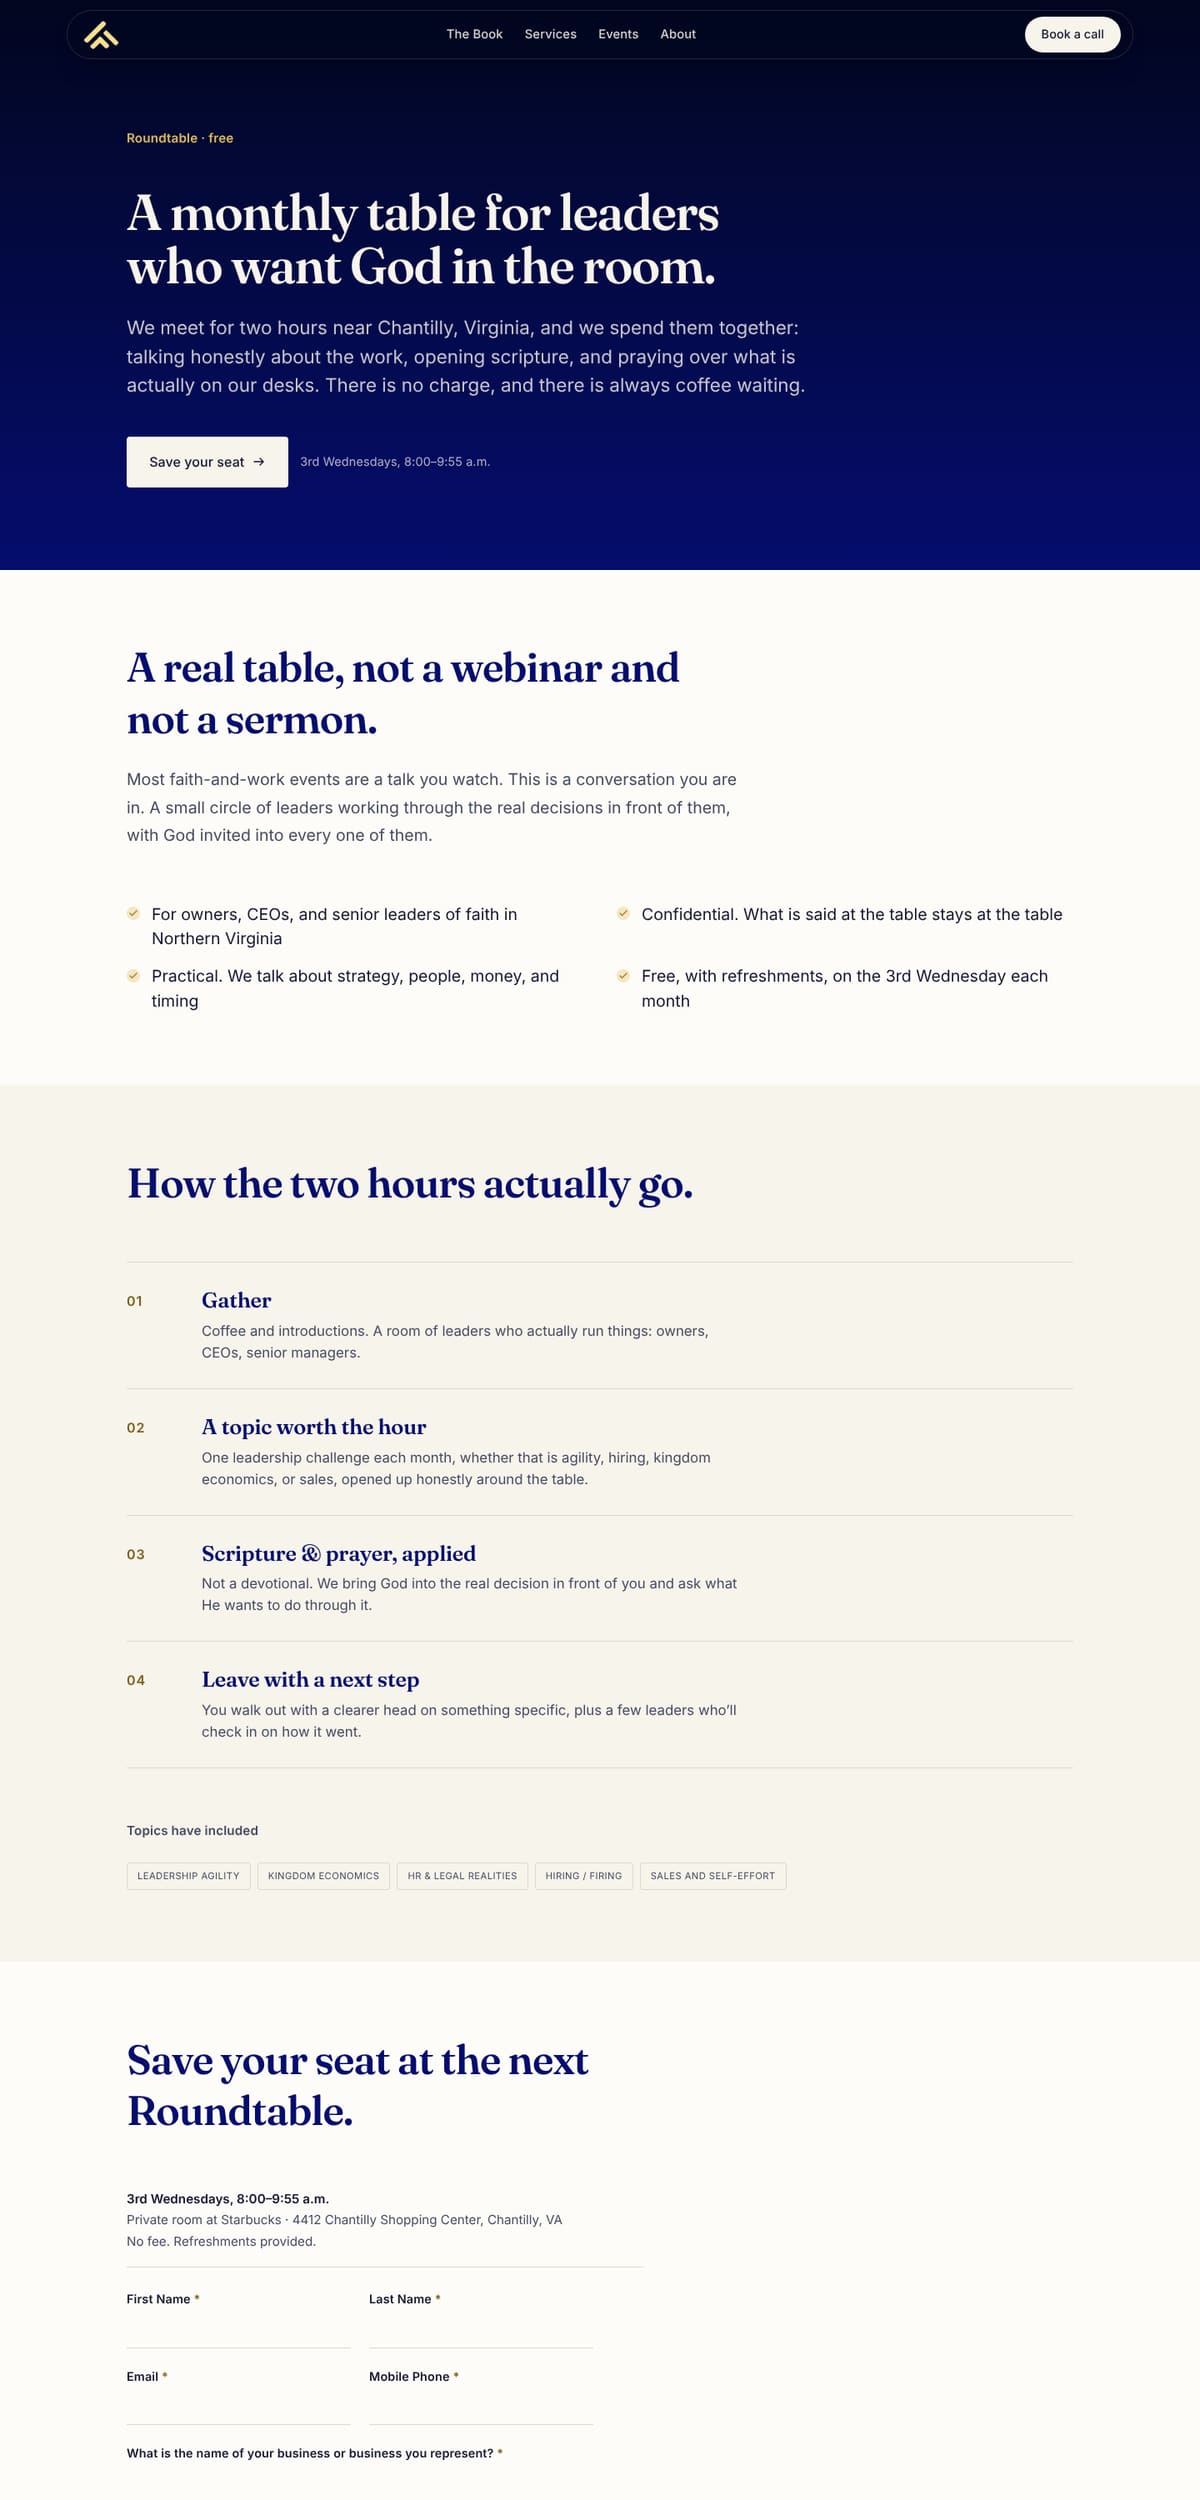 The Book Services Events About Book a call
Roundtable · free
A monthly table for leaders
who want God in the room.
We meet for two hours near Chantilly, Virginia, and we spend them together:
talking honestly about the work, opening scripture, and praying over what is
actually on our desks. There is no charge, and there is always coffee waiting.
Save your seat → 3rd Wednesdays, 8:00–9:55 a.m.
A real table, not a webinar and
not a sermon.
Most faith-and-work events are a talk you watch. This is a conversation you are
in. A small circle of leaders working through the real decisions in front of them,
with God invited into every one of them.
For owners, CEOs, and senior leaders of faith in
Northern Virginia
Confidential. What is said at the table stays at the table
Practical. We talk about strategy, people, money, and
timing
Free, with refreshments, on the 3rd Wednesday each
month
How the two hours actually go.
01 Gather
Coffee and introductions. A room of leaders who actually run things: owners,
CEOs, senior managers.
02 A topic worth the hour
One leadership challenge each month, whether that is agility, hiring, kingdom
economics, or sales, opened up honestly around the table.
03 Scripture & prayer, applied
Not a devotional. We bring God into the real decision in front of you and ask what
He wants to do through it.
04 Leave with a next step
You walk out with a clearer head on something specific, plus a few leaders who’ll
check in on how it went.
Topics have included
LEADERSHIP AGILITY KINGDOM ECONOMICS HR & LEGAL REALITIES HIRING / FIRING SALES AND SELF-EFFORT
Save your seat at the next
Roundtable.
3rd Wednesdays, 8:00–9:55 a.m.
Private room at Starbucks · 4412 Chantilly Shopping Center, Chantilly, VA
No fee. Refreshments provided.
First Name * Last Name *
Email * Mobile Phone *
What is the name of your business or business you represent? *